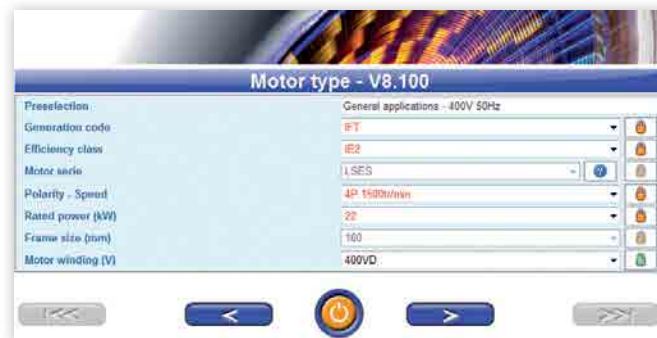 Motor type - V8.100
Preselection General applications - 400V 50Hz
Generation code IFT
Efficiency class IE2
Motor serie LSES
Polarity - Speed 4P 1500tr/min
Rated power (kW) 22
Frame size (mm) 160
Motor winding (V) 400VD